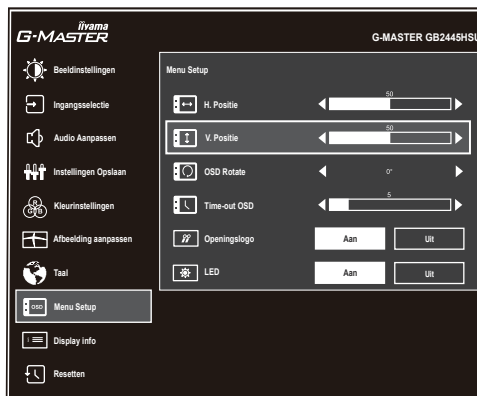 iiyama
G-MASTER
G-MASTER GB2445HSU
Beeldinstellingen
Ingangsselectie
Audio Aanpassen
Instellingen Opslaan
R
G B
Kleurinstellingen
Afbeelding aanpassen
Taal
OSD
Menu Setup
i
Display info
Resetten
Menu Setup
H. Positie
50
V. Positie
50
OSD Rotate
0°
Time-out OSD
5
Openingslogo
Aan
Uit
LED
Aan
Uit